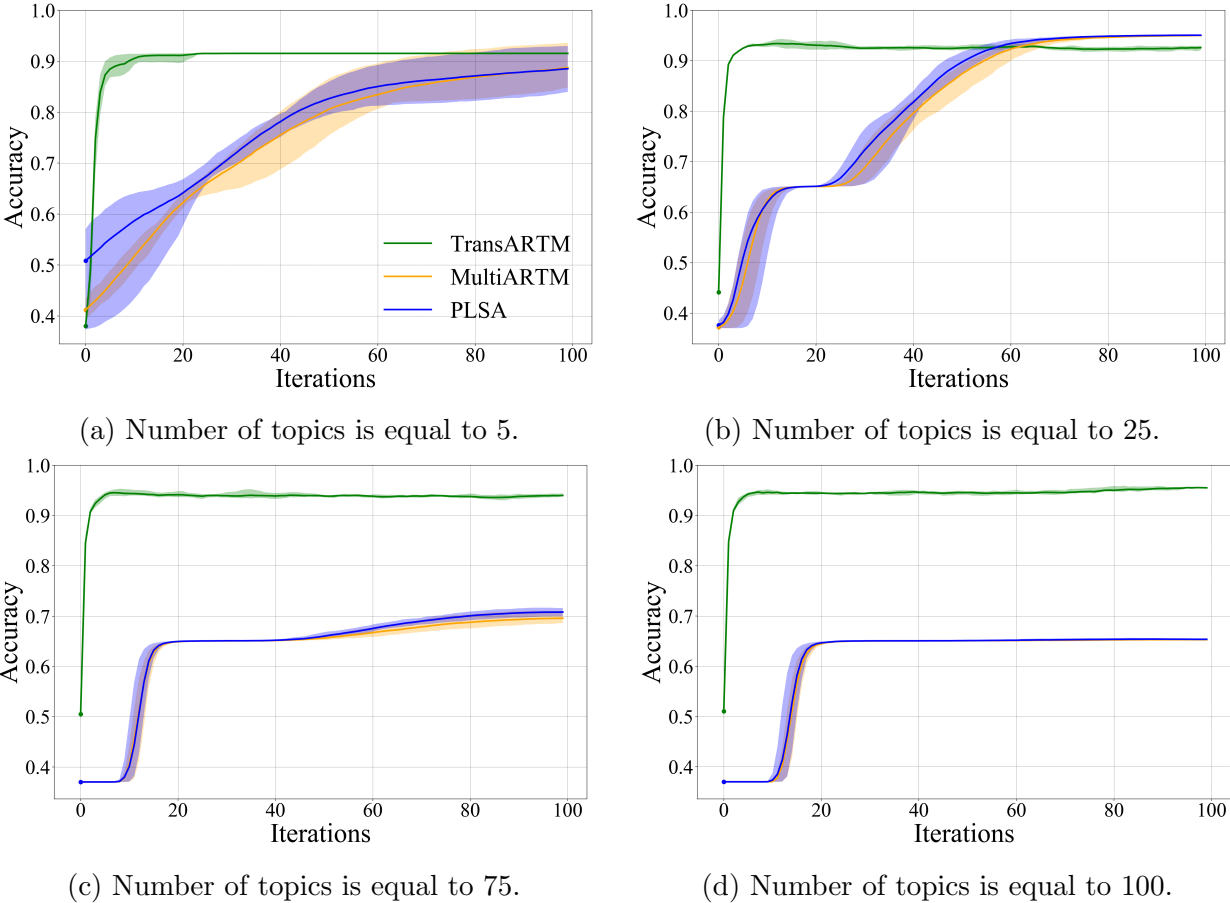 1.0
0.9
0.8
0.7
0.6
0.5
0.4
Accuracy
0 20 40 60 80 100
Iterations
TransARTM
MultiARTM
PLSA
(a) Number of topics is equal to 5.
1.0
0.9
0.8
0.7
0.6
0.5
0.4
Accuracy
0 20 40 60 80 100
Iterations
(b) Number of topics is equal to 25.
1.0
0.9
0.8
0.7
0.6
0.5
0.4
Accuracy
0 20 40 60 80 100
Iterations
(c) Number of topics is equal to 75.
1.0
0.9
0.8
0.7
0.6
0.5
0.4
Accuracy
0 20 40 60 80 100
Iterations
(d) Number of topics is equal to 100.